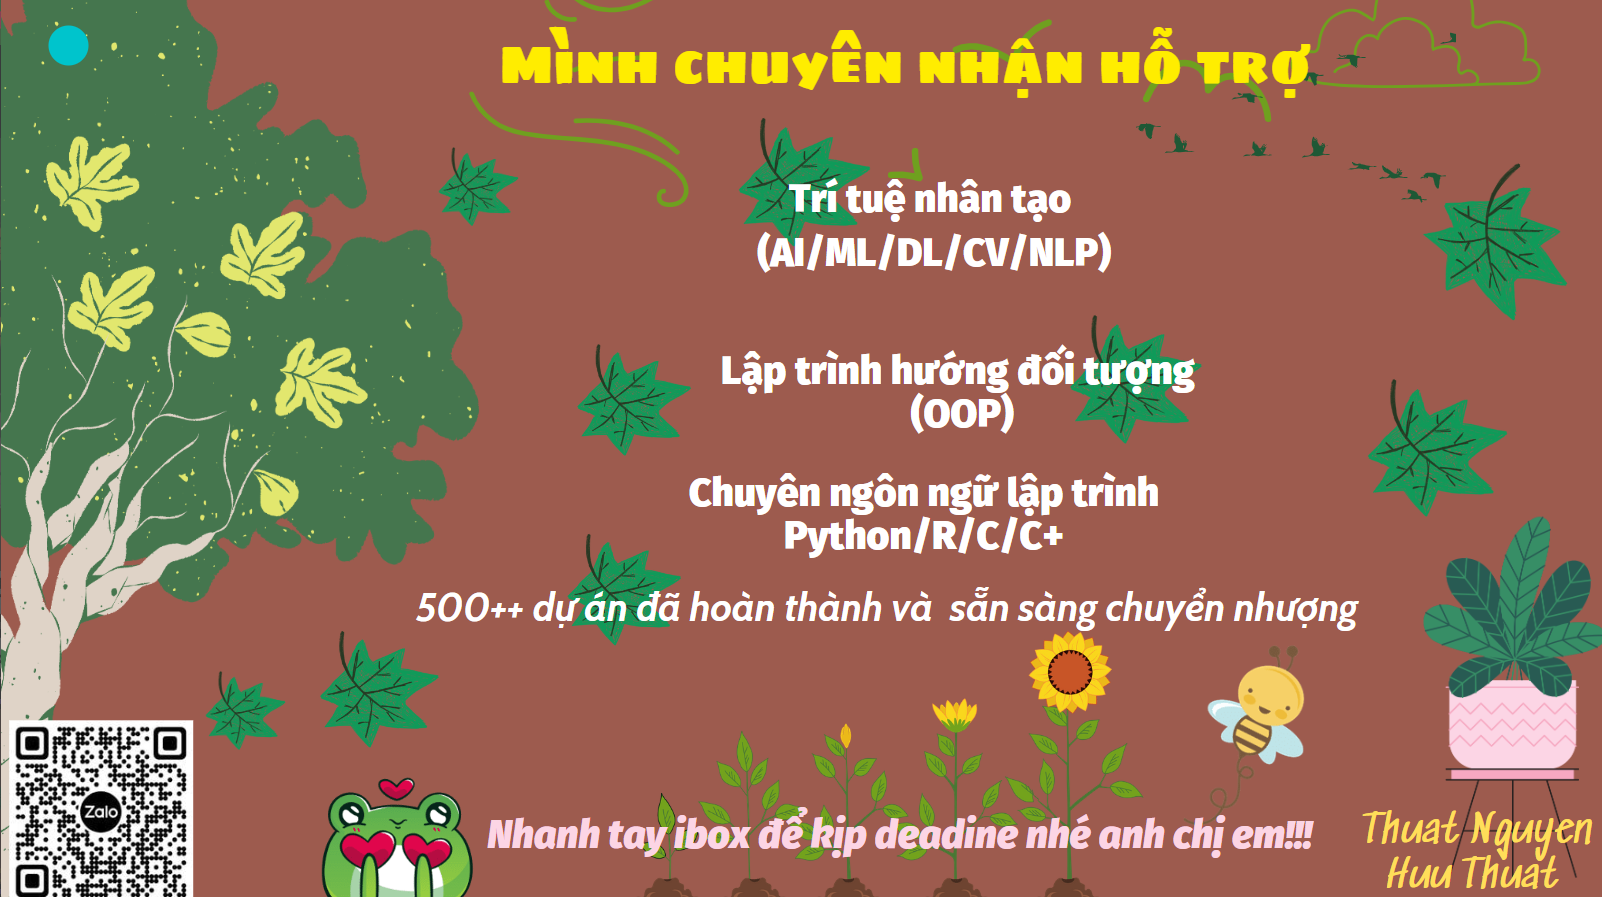 Mình chuyên nhận hỗ trợ
Trí tuệ nhân tạo
(AI/ML/DL/CV/NLP)
Lập trình hướng đối tượng
(OOP)
Chuyên ngôn ngữ lập trình
Python/R/C/C+
500++ dự án đã hoàn thành và sẵn sàng chuyển nhượng
Zalo
Nhanh tay ibox để kịp deadine nhé anh chị em!!!
Thuat Nguyen
Huu Thuat